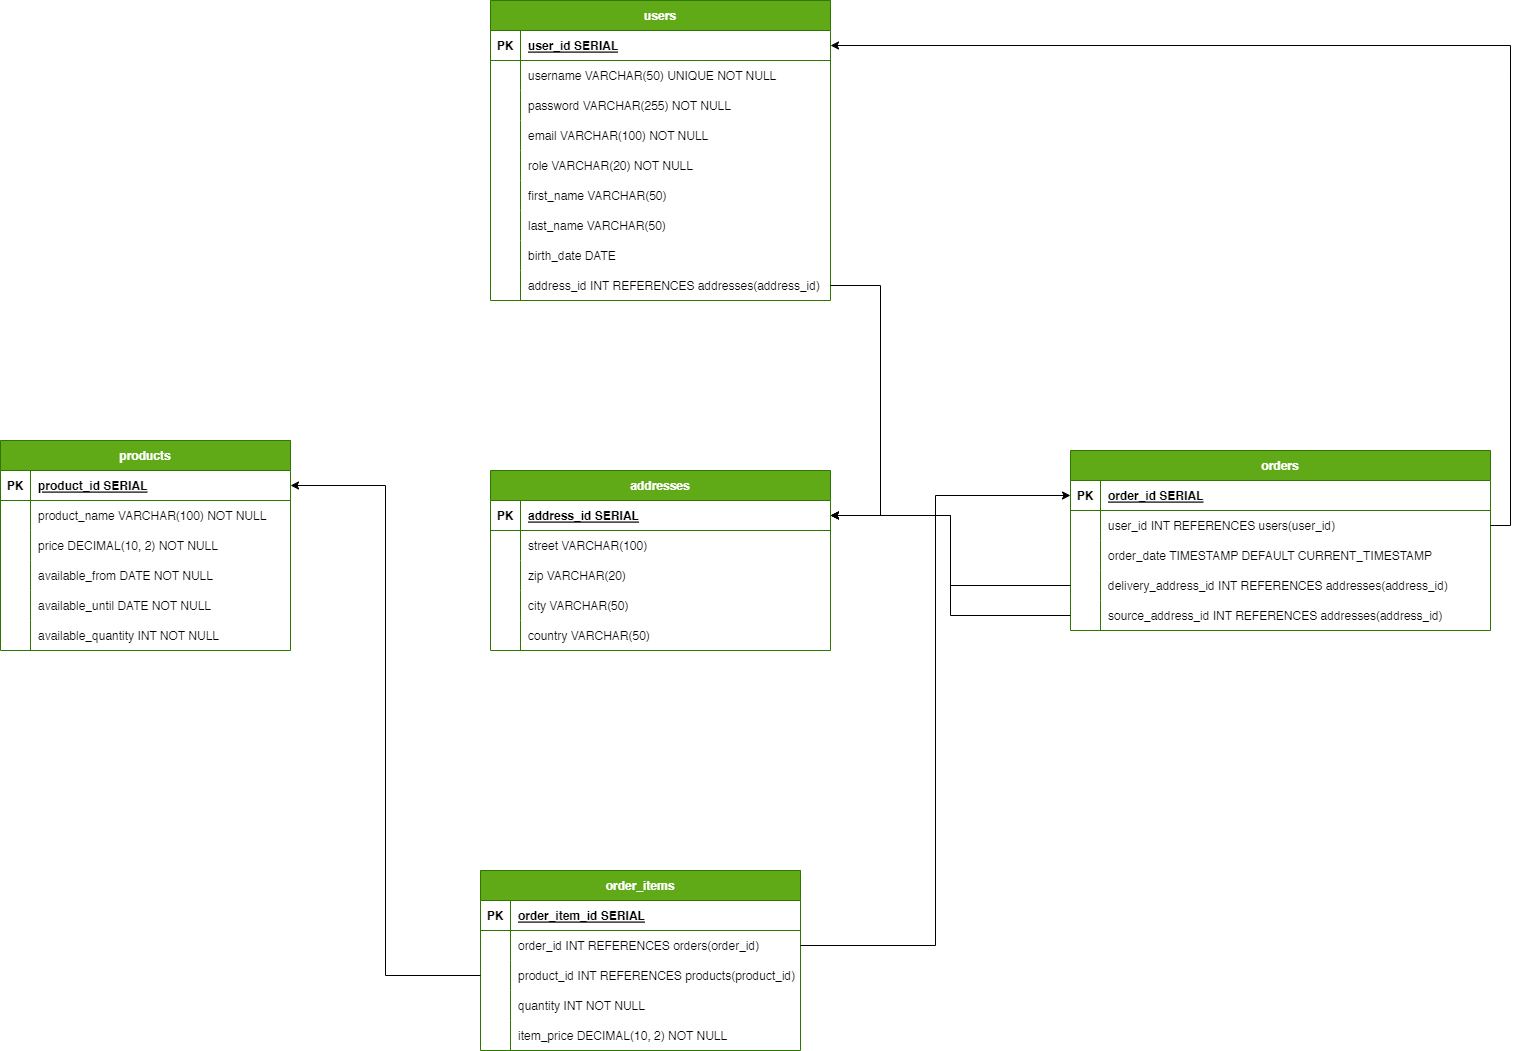 users
PK user_id SERIAL
username VARCHAR(50) UNIQUE NOT NULL
password VARCHAR(255) NOT NULL
email VARCHAR(100) NOT NULL
role VARCHAR(20) NOT NULL
first_name VARCHAR(50)
last_name VARCHAR(50)
birth_date DATE
address_id INT REFERENCES addresses(address_id)
products
PK product_id SERIAL
product_name VARCHAR(100) NOT NULL
price DECIMAL(10, 2) NOT NULL
available_from DATE NOT NULL
available_until DATE NOT NULL
available_quantity INT NOT NULL
addresses
PK address_id SERIAL
street VARCHAR(100)
zip VARCHAR(20)
city VARCHAR(50)
country VARCHAR(50)
orders
PK order_id SERIAL
user_id INT REFERENCES users(user_id)
order_date TIMESTAMP DEFAULT CURRENT_TIMESTAMP
delivery_address_id INT REFERENCES addresses(address_id)
source_address_id INT REFERENCES addresses(address_id)
order_items
PK order_item_id SERIAL
order_id INT REFERENCES orders(order_id)
product_id INT REFERENCES products(product_id)
quantity INT NOT NULL
item_price DECIMAL(10, 2) NOT NULL